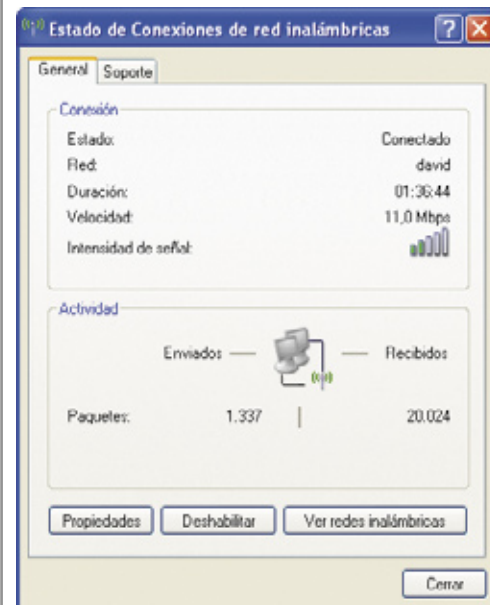 Estado de Conexiones de red inalámbricas
General Soporte
Conexión
Estado: Conectado
Red: david
Duración: 01:36:44
Velocidad: 11,0 Mbps
Intensidad de señal:
Actividad
Enviados Recibidos
Paquetes: 1.337 20.024
Propiedades Deshabilitar Ver redes inalámbricas
Cerrar